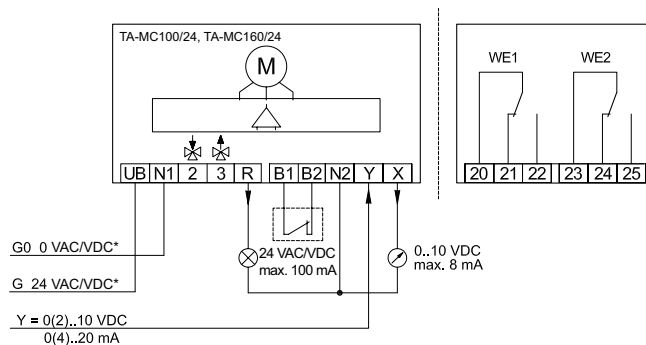 TA-MC100/24, TA-MC160/24
M
WE1 WE2
UB N1 2 3 R B1 B2 N2 Y X
20 21 22 23 24 25
G0 0 VAC/VDC*
24 VAC/VDC
max. 100 mA
0..10 VDC
max. 8 mA
G 24 VAC/VDC*
Y = 0(2)..10 VDC
0(4)..20 mA